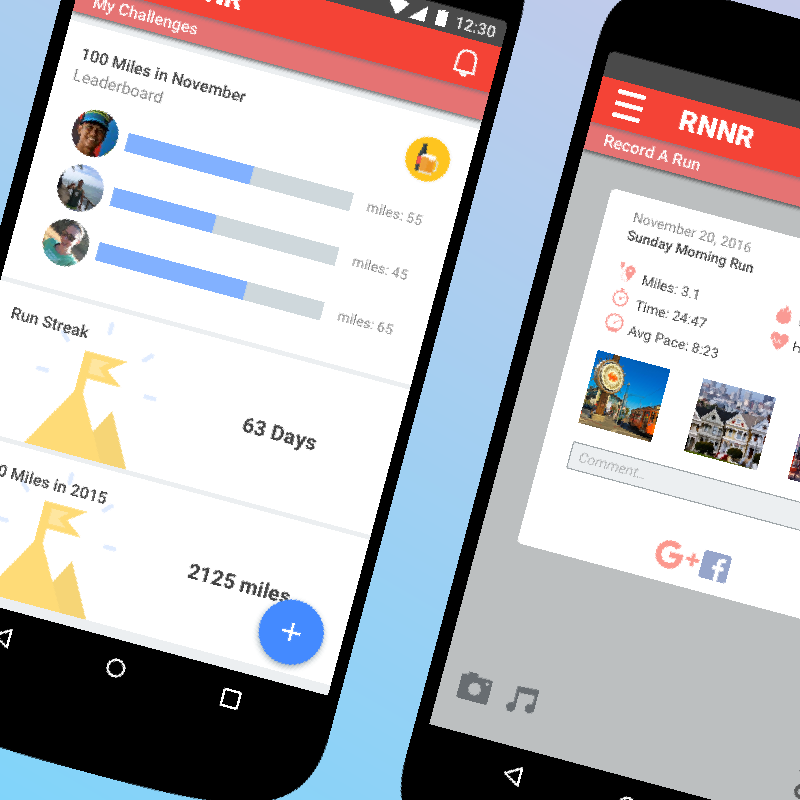 12:30
My Challenges
100 Miles in November
Leaderboard
miles: 55
miles: 45
miles: 65
Run Streak
63 Days
0 Miles in 2015
2125 miles
RNNR
Record A Run
November 20, 2016
Sunday Morning Run
Miles: 3.1
Time: 24:47
Avg Pace: 8:23
Comment...
G+ f